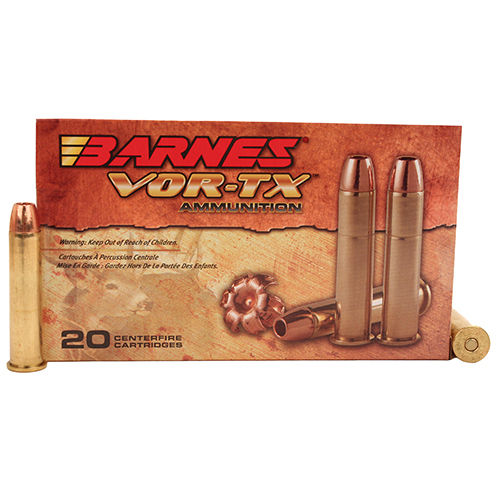 BARNES
VOR-TX™
AMMUNITION
Warning: Keep Out of Reach of Children.
Cartouches À Percussion Centrale
Mise En Garde: Gardez Hors De La Portée Des Enfants.
20 CENTERFIRE
CARTRIDGES